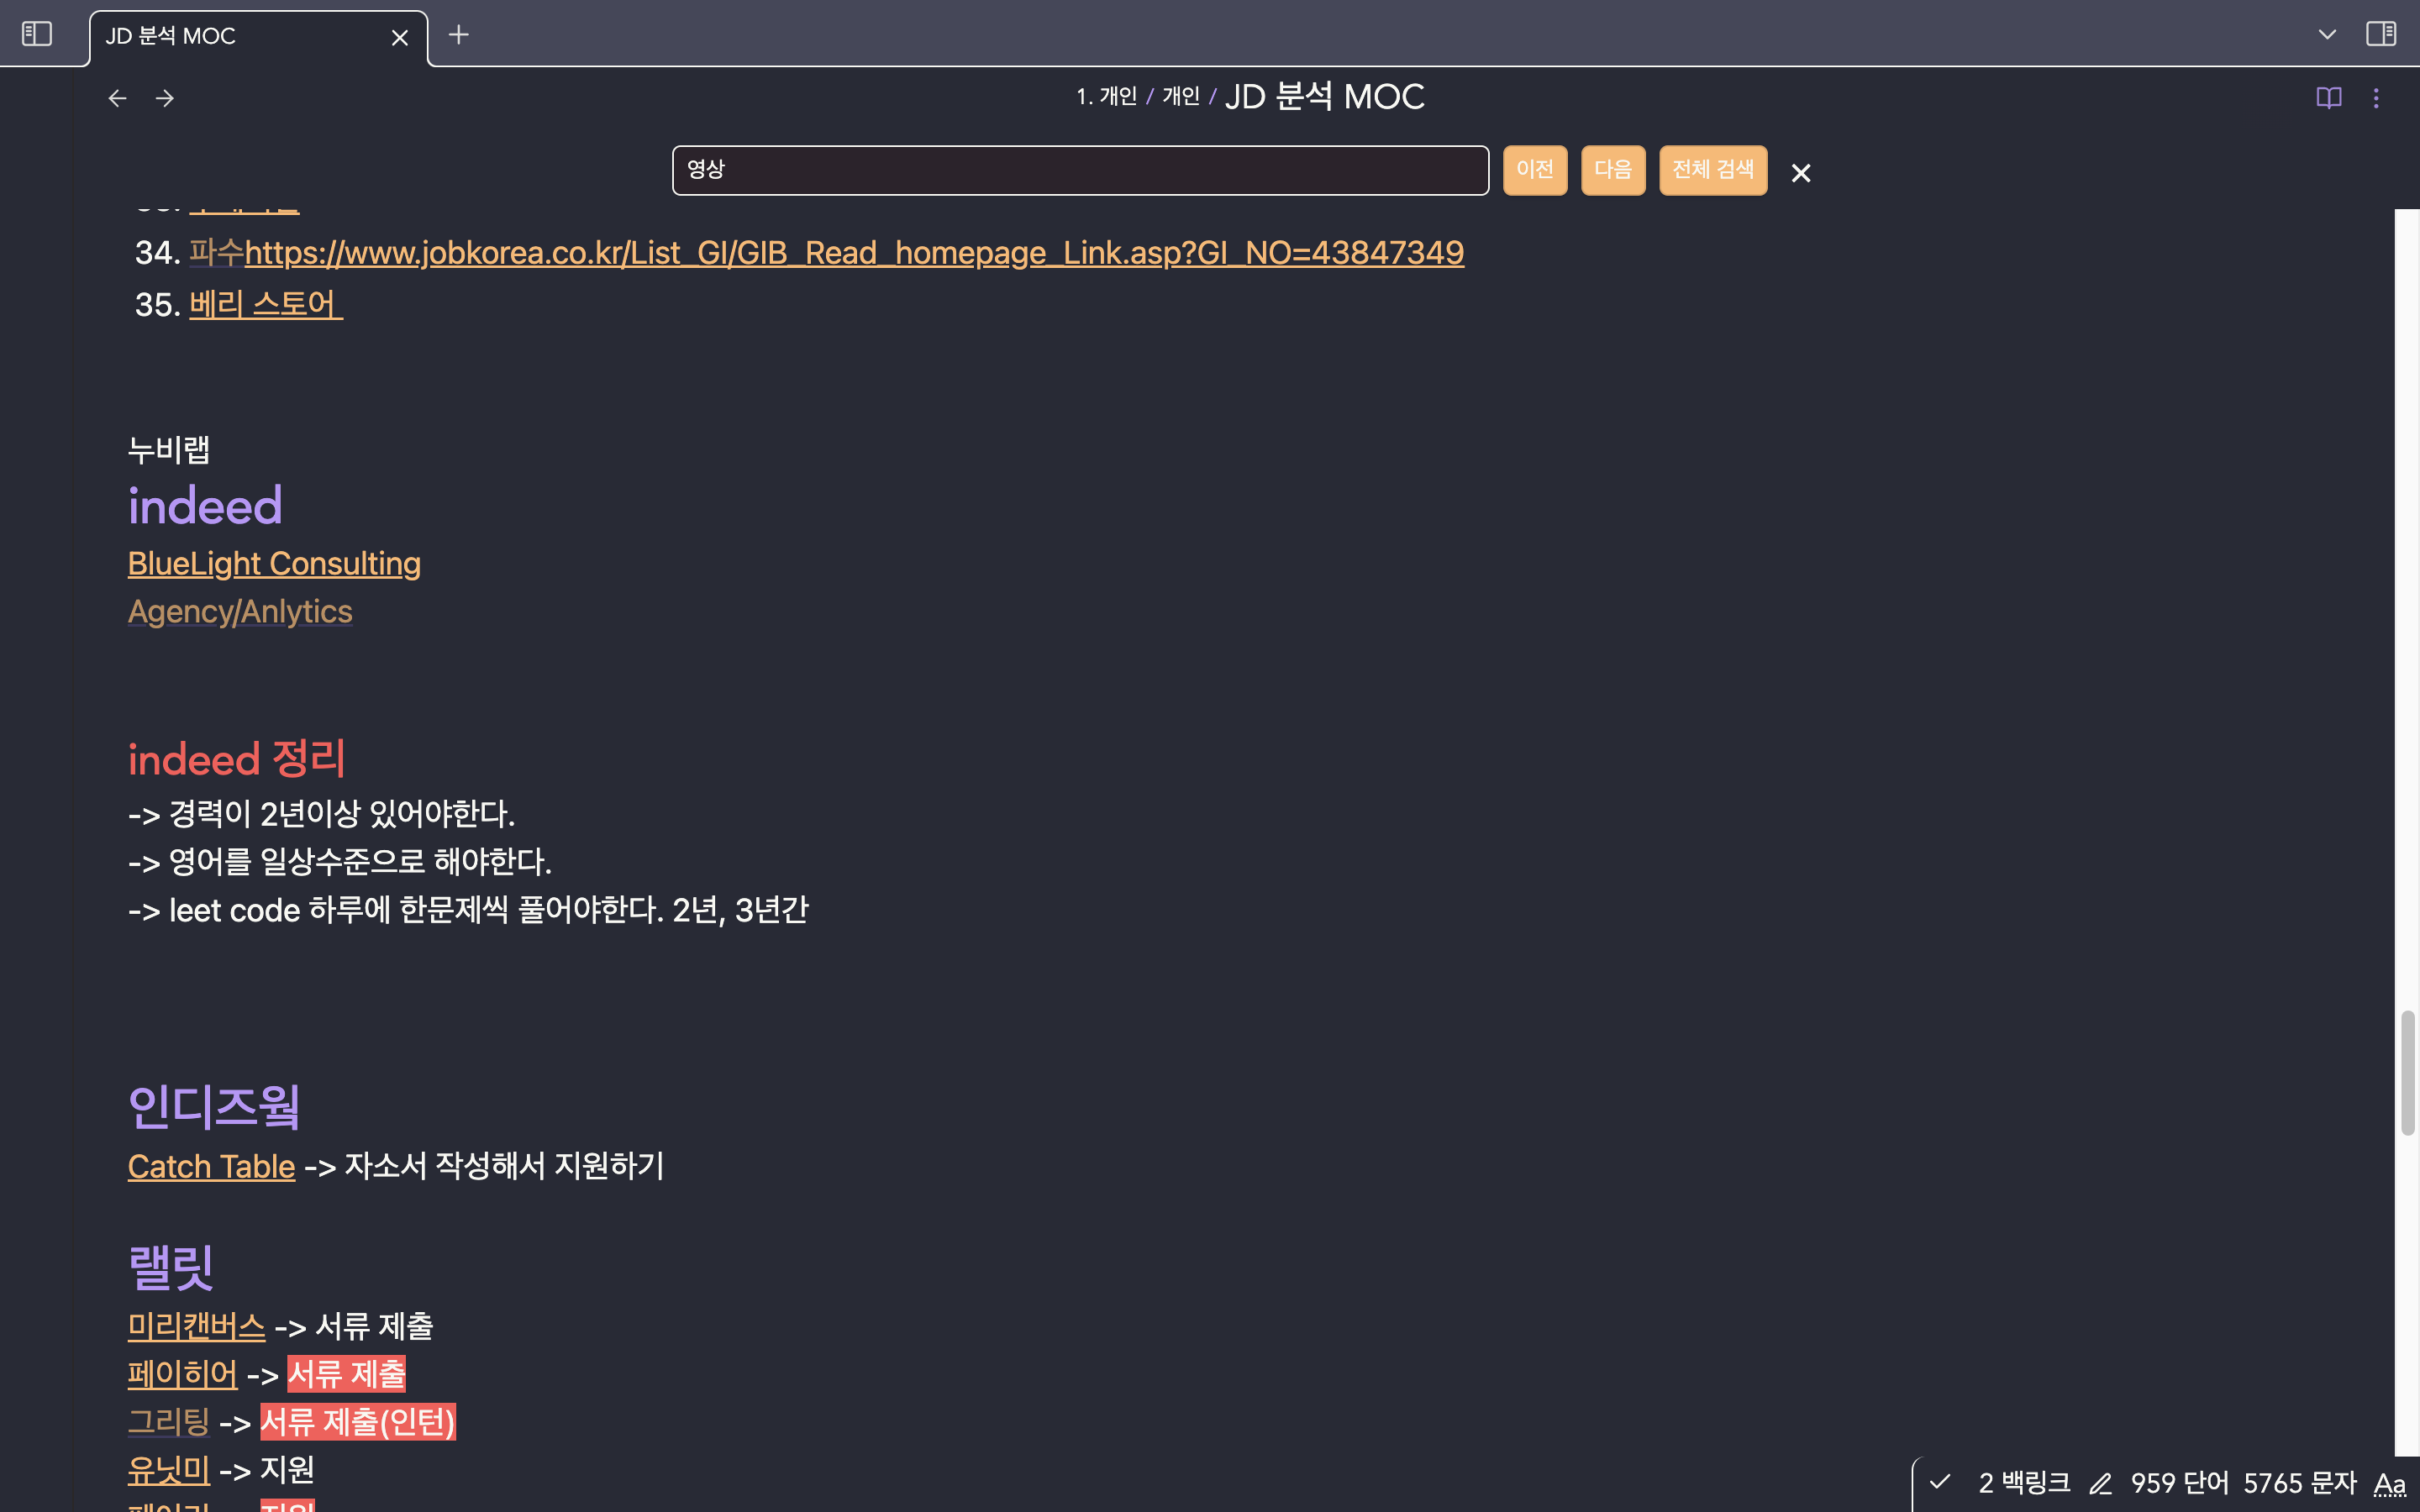 JD 분석 MOC
1. 개인 / 개인 / JD 분석 MOC
영상
이전
다음
전체 검색
34. 파수https://www.jobkorea.co.kr/List_GI/GIB_Read_homepage_Link.asp?GI_NO=43847349
35. 베리 스토어
누비랩
indeed
BlueLight Consulting
Agency/Anlytics
indeed 정리
-> 경력이 2년이상 있어야한다.
-> 영어를 일상수준으로 해야한다.
-> leet code 하루에 한문제씩 풀어야한다. 2년, 3년간
인디즈웤
Catch Table -> 자소서 작성해서 지원하기
랠릿
미리캔버스 -> 서류 제출
페이히어 -> 서류 제출
그리팅 -> 서류 제출(인턴)
유닛미 -> 지원
2 백링크 959 단어 5765 문자 Aa